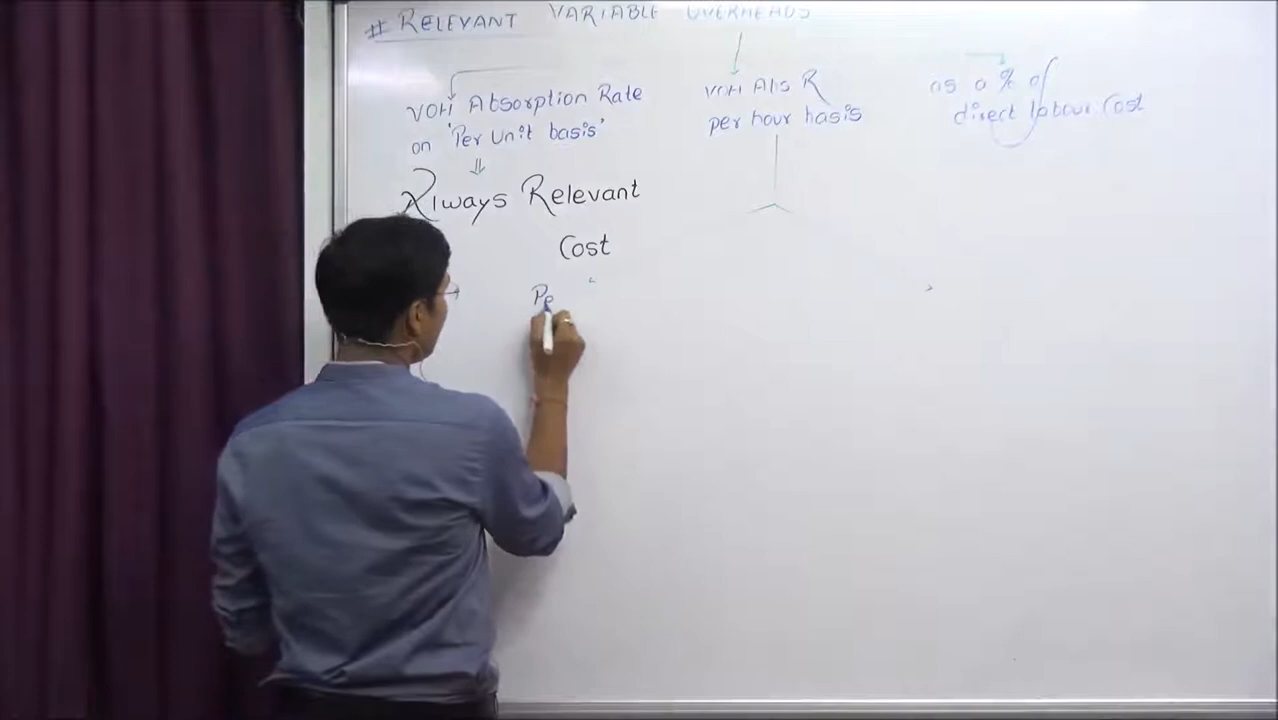 # RELEVANT VARIABLE OVERHEADS
VOH Absorption Rate
on 'Per Unit basis'
Always Relevant
Cost
Pe
VOH Abs R
per hour basis
as a % of
direct labour Cost